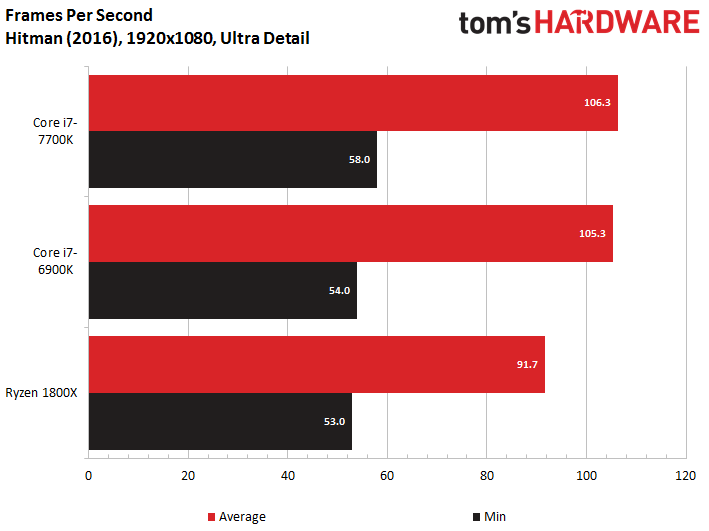 Frames Per Second
Hitman (2016), 1920x1080, Ultra Detail
tom's HARDWARE
Core i7-
7700K
106.3
58.0
Core i7-
6900K
105.3
54.0
Ryzen 1800X
91.7
53.0
0 20 40 60 80 100 120
Average Min